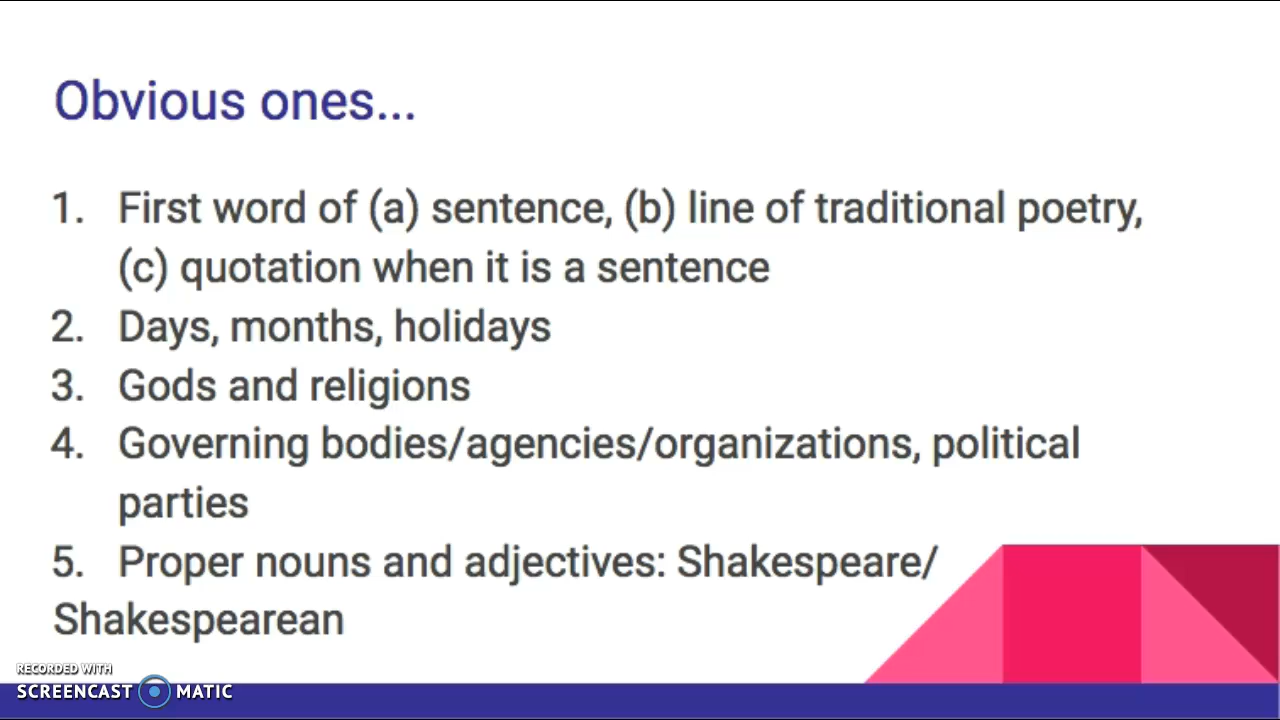 Obvious ones...
1. First word of (a) sentence, (b) line of traditional poetry,
(c) quotation when it is a sentence
2. Days, months, holidays
3. Gods and religions
4. Governing bodies/agencies/organizations, political
parties
5. Proper nouns and adjectives: Shakespeare/
Shakespearean
RECORDED WITH
SCREENCAST MATIC